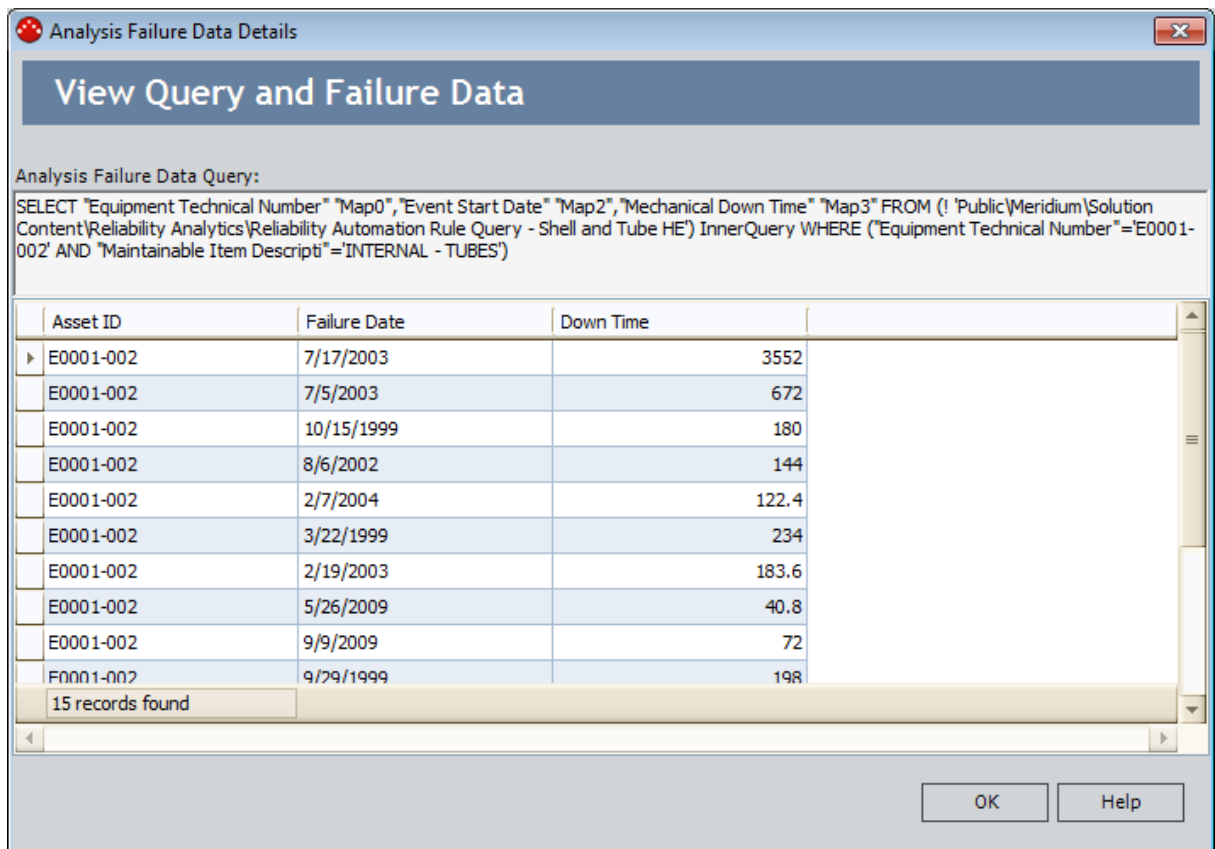 Analysis Failure Data Details
View Query and Failure Data
Analysis Failure Data Query:
SELECT "Equipment Technical Number" "Map0","Event Start Date" "Map2","Mechanical Down Time" "Map3" FROM (! 'Public\Meridium\Solution
Content\Reliability Analytics\Reliability Automation Rule Query - Shell and Tube HE') InnerQuery WHERE ("Equipment Technical Number"='E0001-
002' AND "Maintainable Item Descripti"='INTERNAL - TUBES')
Asset ID Failure Date Down Time
E0001-002 7/17/2003 3552
E0001-002 7/5/2003 672
E0001-002 10/15/1999 180
E0001-002 8/6/2002 144
E0001-002 2/7/2004 122.4
E0001-002 3/22/1999 234
E0001-002 2/19/2003 183.6
E0001-002 5/26/2009 40.8
E0001-002 9/9/2009 72
E0001-002 9/29/1999 198
15 records found
OK Help